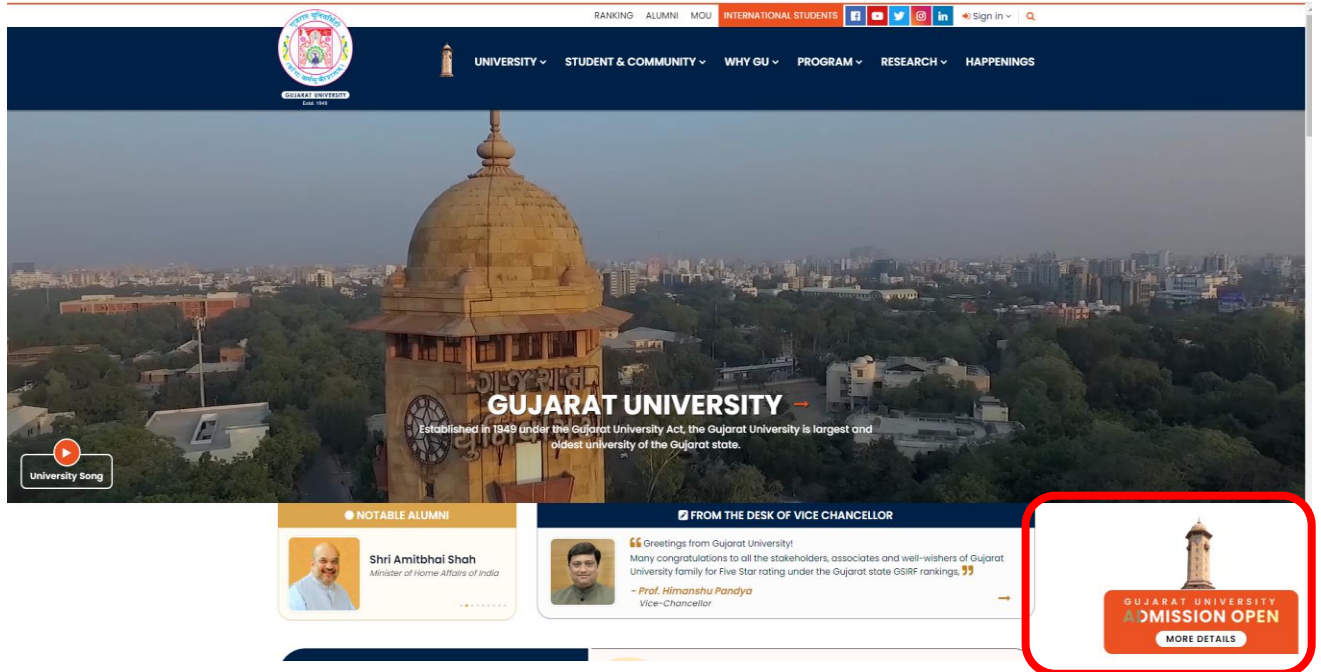 RANKING ALUMNI MOU INTERNATIONAL STUDENTS in Sign in
GUJARAT UNIVERSITY
Estd. 1949
UNIVERSITY STUDENT & COMMUNITY WHY GU PROGRAM RESEARCH HAPPENINGS
ગુજરાત
GUJARAT UNIVERSITY →
Established in 1949 under the Gujarat University Act, the Gujarat University is largest and
oldest university of the Gujarat state.
University Song
NOTABLE ALUMNI
Shri Amitbhai Shah
Minister of Home Affairs of India
FROM THE DESK OF VICE CHANCELLOR
“ Greetings from Gujarat University!
Many congratulations to all the stakeholders, associates and well-wishers of Gujarat
University family for Five Star rating under the Gujarat state GSIRF rankings, ”
- Prof. Himanshu Pandya
Vice-Chancellor
→
GUJARAT UNIVERSITY
ADMISSION OPEN
MORE DETAILS